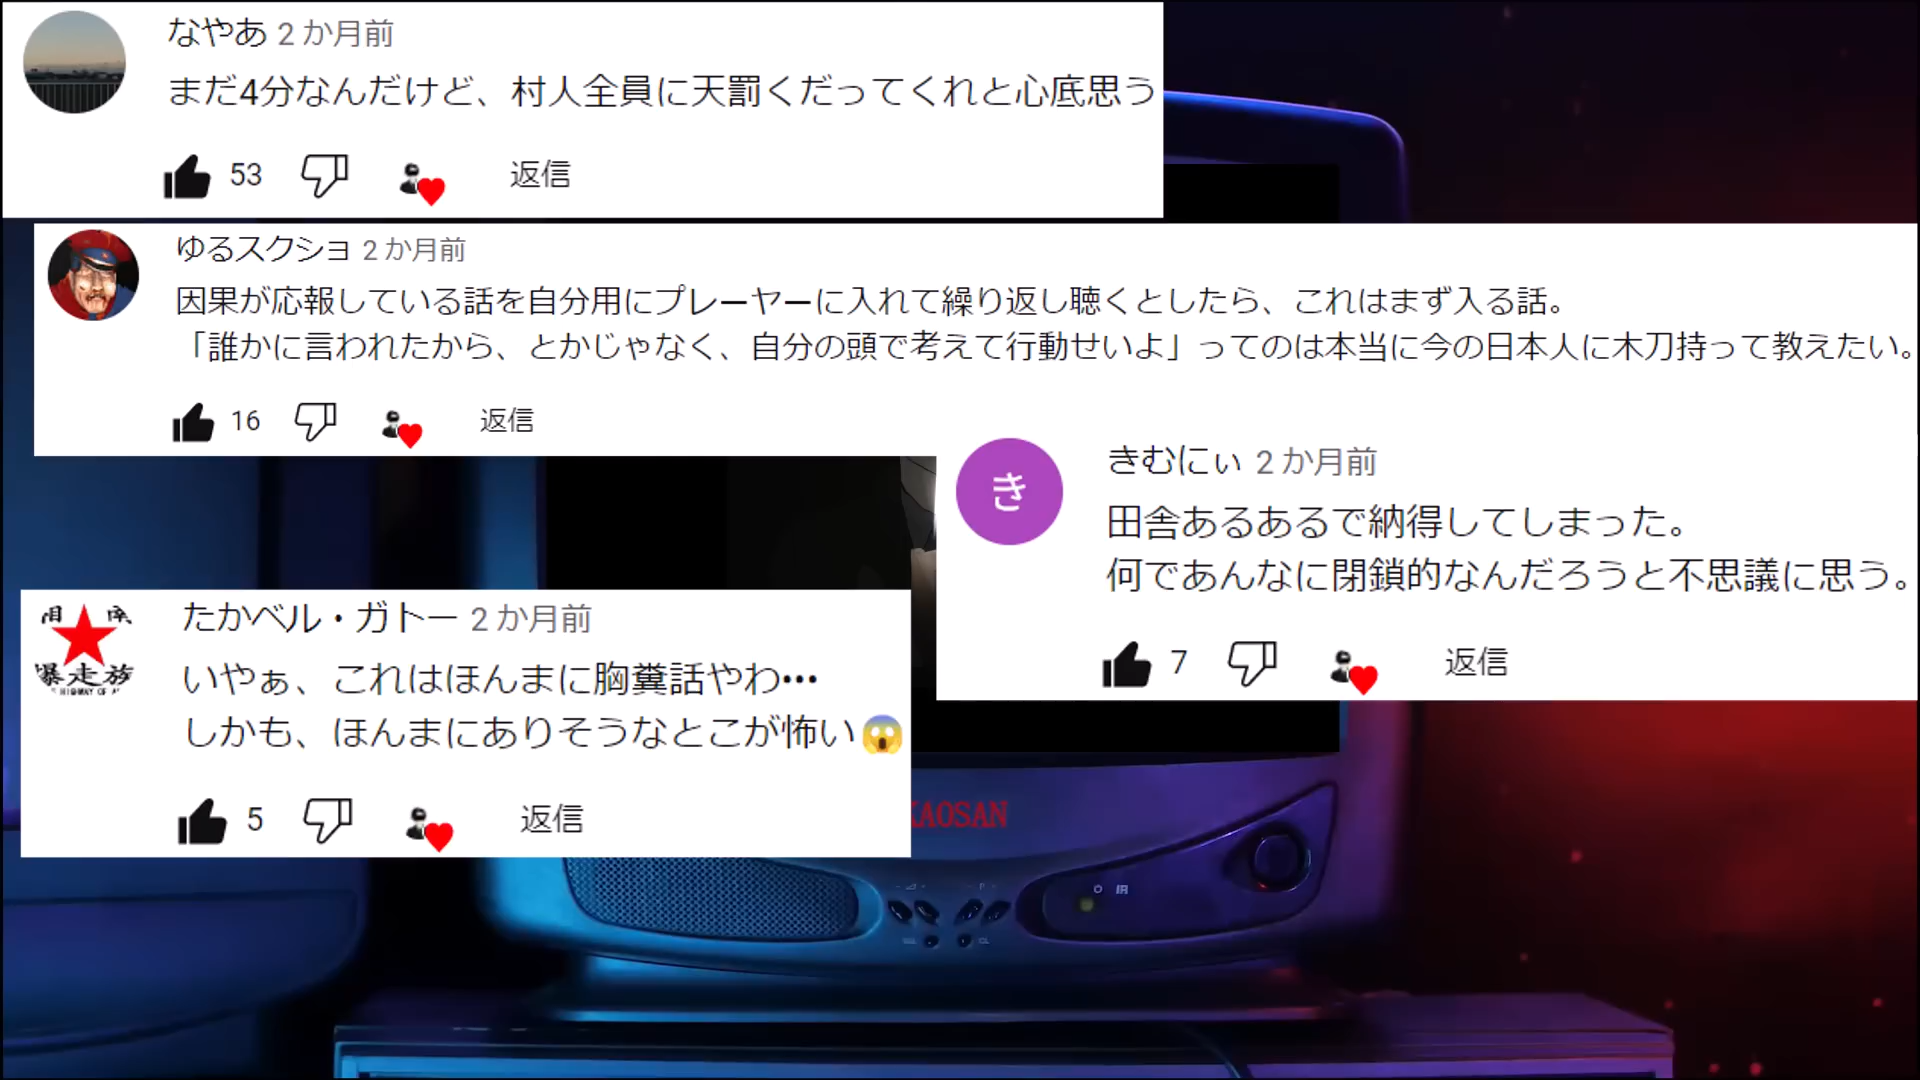 なやあ 2 か月前
まだ4分なんだけど、村人全員に天罰くだってくれと心底思う
53 返信
ゆるスクショ 2 か月前
因果が応報している話を自分用にプレーヤーに入れて繰り返し聴くとしたら、これはまず入る話。
「誰かに言われたから、とかじゃなく、自分の頭で考えて行動せいよ」ってのは本当に今の日本人に木刀持って教えたい。
16 返信
き
きむにぃ 2 か月前
田舎あるあるで納得してしまった。
何であんなに閉鎖的なんだろうと不思議に思う。
7 返信
爆走族
たかベル・ガトー 2 か月前
いやぁ、これはほんまに胸糞話やわ•••
しかも、ほんまにありそうなとこが怖い😱
5 返信
KAOSAN